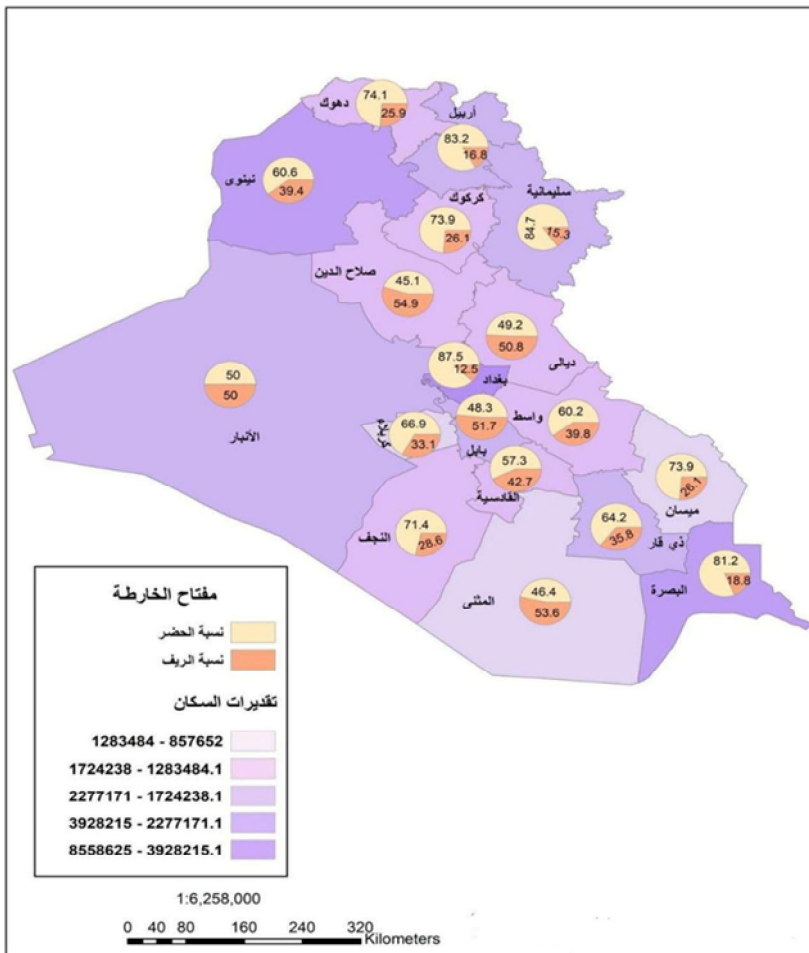 74.1
دهوك
25.9
أربيل
83.2
16.8
نينوى
60.6
39.4
سليمانية
84.7
15.3
كركوك
73.9
26.1
صلاح الدين
45.1
54.9
49.2
50.8
ديالى
87.5
12.5
بغداد
50
50
الأنبار
48.3
51.7
بابل
واسط
60.2
39.8
كربلاء
66.9
33.1
57.3
42.7
القادسية
73.9
26.1
ميسان
71.4
28.6
النجف
64.2
35.8
ذي قار
81.2
18.8
البصرة
46.4
53.6
المثنى
مفتاح الخارطة
نسبة الحضر
نسبة الريف
تقديرات السكان
1283484 - 857652
1724238 - 1283484.1
2277171 - 1724238.1
3928215 - 2277171.1
8558625 - 3928215.1
1:6,258,000
0 40 80 160 240 320
Kilometers